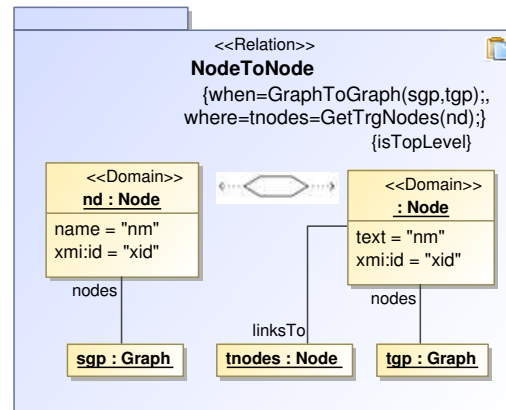 <<Relation>>
NodeToNode
{when=GraphToGraph(sgp,tgp);,
where=tnodes=GetTrgNodes(nd);}
{isTopLevel}
<<Domain>>
nd : Node
name = "nm"
xmi:id = "xid"
nodes
sgp : Graph
<<Domain>>
: Node
text = "nm"
xmi:id = "xid"
nodes
linksTo
tnodes : Node
tgp : Graph